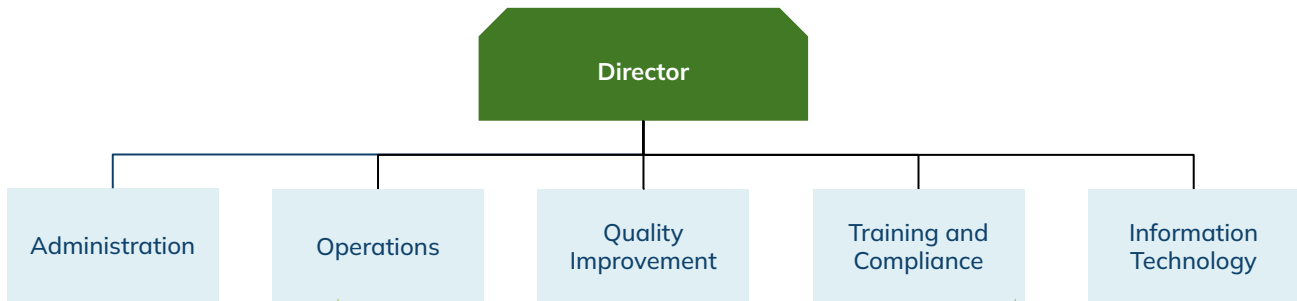 Director
Administration
Operations
Quality
Improvement
Training and
Compliance
Information
Technology